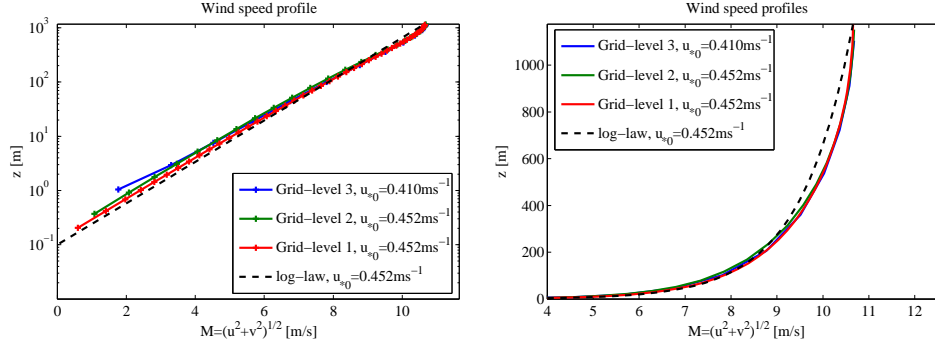 Wind speed profile
z [m]
10³
10²
10¹
10⁰
10⁻¹
0 2 4 6 8 10
M=(u²+v²)¹/² [m/s]
Grid−level 3, u*0=0.410ms⁻¹
Grid−level 2, u*0=0.452ms⁻¹
Grid−level 1, u*0=0.452ms⁻¹
log−law, u*0=0.452ms⁻¹
Wind speed profiles
z [m]
1000
800
600
400
200
0
4 5 6 7 8 9 10 11 12
M=(u²+v²)¹/² [m/s]
Grid−level 3, u*0=0.410ms⁻¹
Grid−level 2, u*0=0.452ms⁻¹
Grid−level 1, u*0=0.452ms⁻¹
log−law, u*0=0.452ms⁻¹